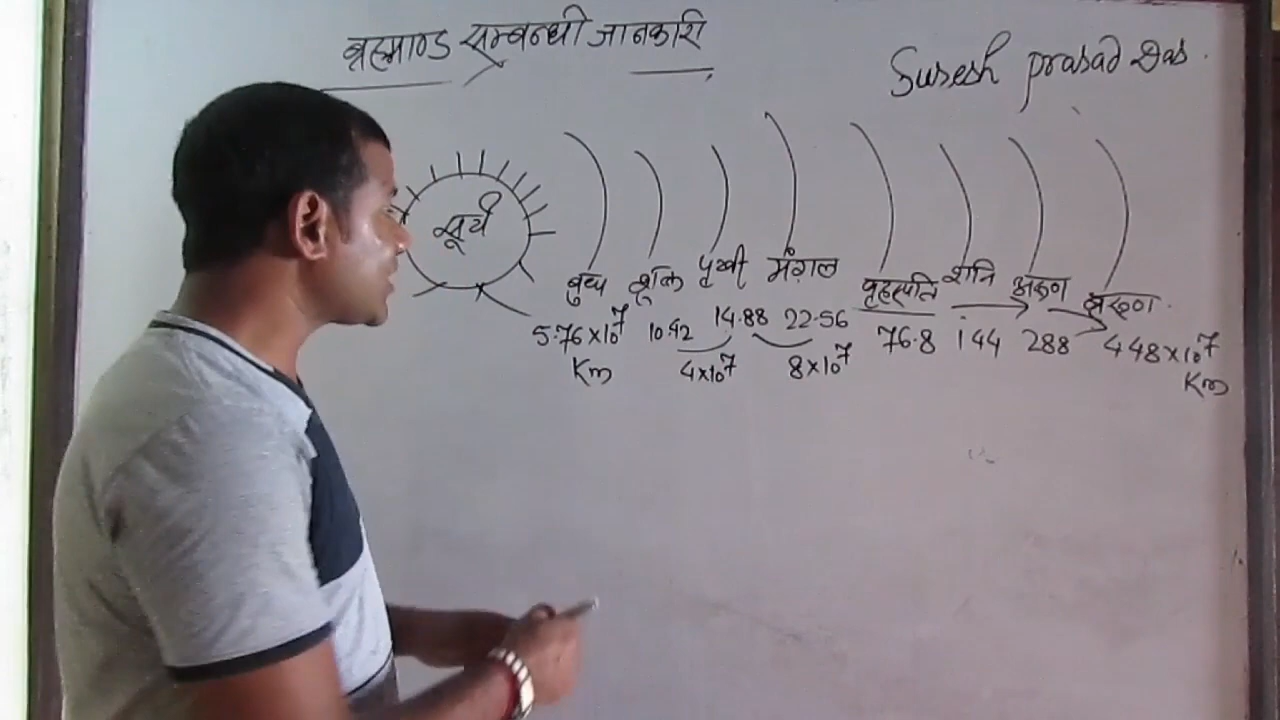 ब्रह्माण्ड सम्बन्धी जानकारी
Suresh prasad Das.
सूर्य
बुध शुक्र पृथ्वी मंगल बृहस्पति शनि अरुण वरुण
5.76×10⁷ 10.92 14.88 22.56 76.8 144 288 448×10⁷
Km 4×10⁷ 8×10⁷ Km